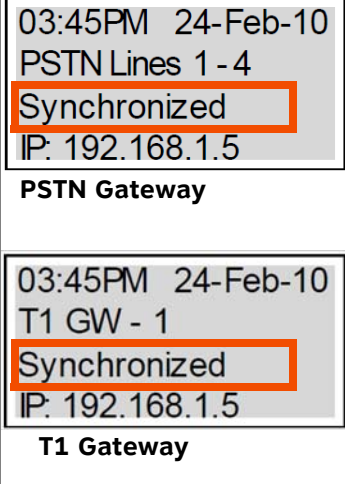 03:45PM 24-Feb-10
PSTN Lines 1 - 4
Synchronized
IP: 192.168.1.5
PSTN Gateway
03:45PM 24-Feb-10
T1 GW - 1
Synchronized
IP: 192.168.1.5
T1 Gateway